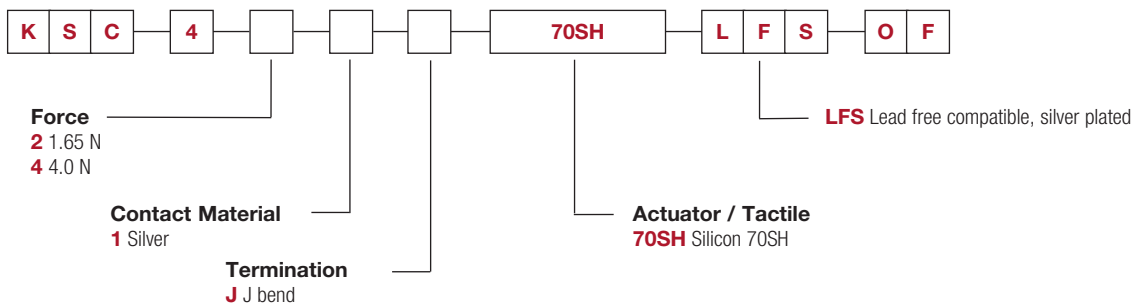 K S C 4 70SH L F S O F
Force
2 1.65 N
4 4.0 N
LFS Lead free compatible, silver plated
Contact Material
1 Silver
Actuator / Tactile
70SH Silicon 70SH
Termination
J J bend